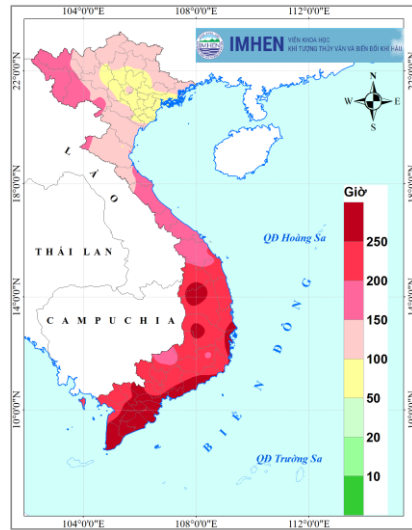 104°0'0"E 108°0'0"E 112°0'0"E
IMHEN
VIỆN KHOA HỌC
KHÍ TƯỢNG THỦY VĂN VÀ BIẾN ĐỔI KHÍ HẬU
22°0'0"N
N
W E
S
18°0'0"N
LÀO
Giờ
QĐ Hoàng Sa
THÁI LAN
250
200
14°0'0"N
CAMPUCHIA
150
100
BIỂN ĐÔNG
50
10°0'0"N
20
QĐ Trường Sa
10
104°0'0"E 108°0'0"E 112°0'0"E